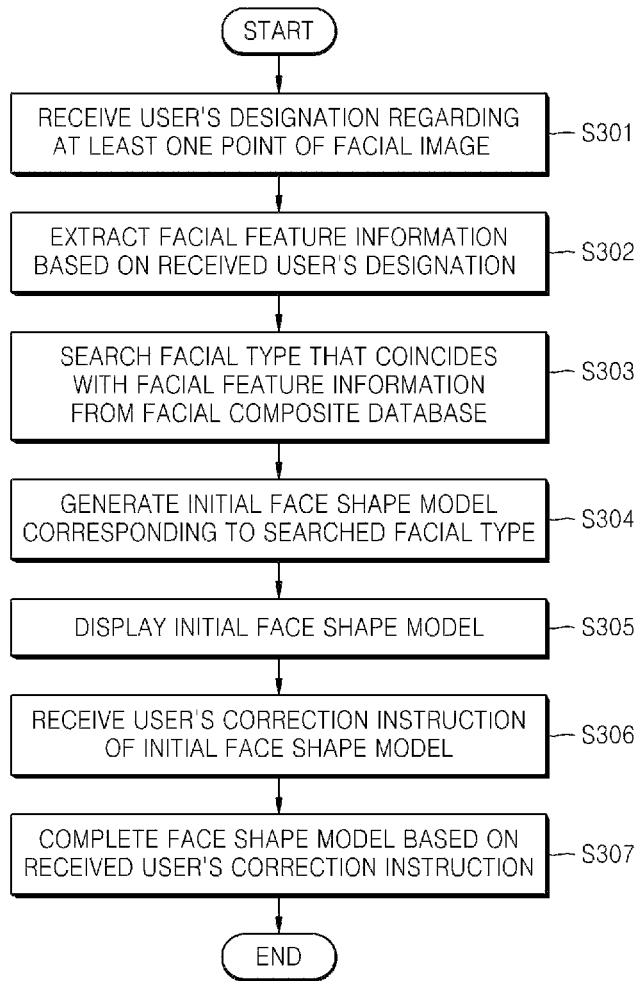 START
RECEIVE USER'S DESIGNATION REGARDING
AT LEAST ONE POINT OF FACIAL IMAGE
S301
EXTRACT FACIAL FEATURE INFORMATION
BASED ON RECEIVED USER'S DESIGNATION
S302
SEARCH FACIAL TYPE THAT COINCIDES
WITH FACIAL FEATURE INFORMATION
FROM FACIAL COMPOSITE DATABASE
S303
GENERATE INITIAL FACE SHAPE MODEL
CORRESPONDING TO SEARCHED FACIAL TYPE
S304
DISPLAY INITIAL FACE SHAPE MODEL
S305
RECEIVE USER'S CORRECTION INSTRUCTION
OF INITIAL FACE SHAPE MODEL
S306
COMPLETE FACE SHAPE MODEL BASED ON
RECEIVED USER'S CORRECTION INSTRUCTION
S307
END